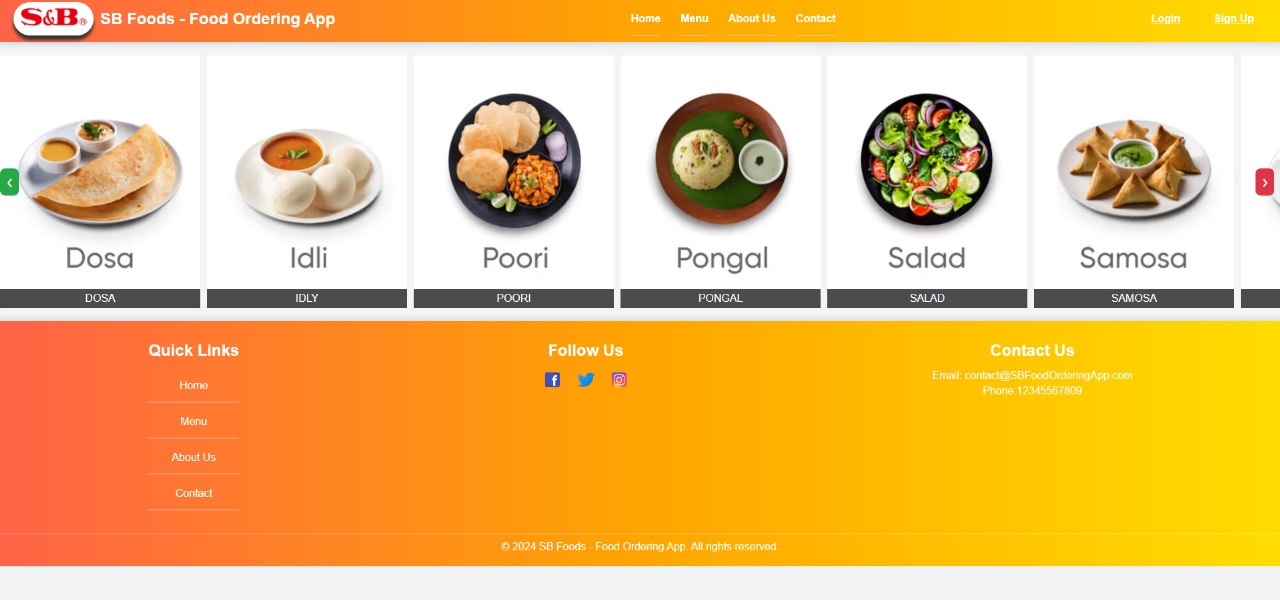 S&B® SB Foods - Food Ordering App Home Menu About Us Contact Login Sign Up
Dosa Idli Poori Pongal Salad Samosa
DOSA IDLY POORI PONGAL SALAD SAMOSA
Quick Links Follow Us Contact Us
Home
Menu
About Us
Contact
Email: contact@SBFoodOrderingApp.com
Phone:12345567809
© 2024 SB Foods - Food Ordering App. All rights reserved.